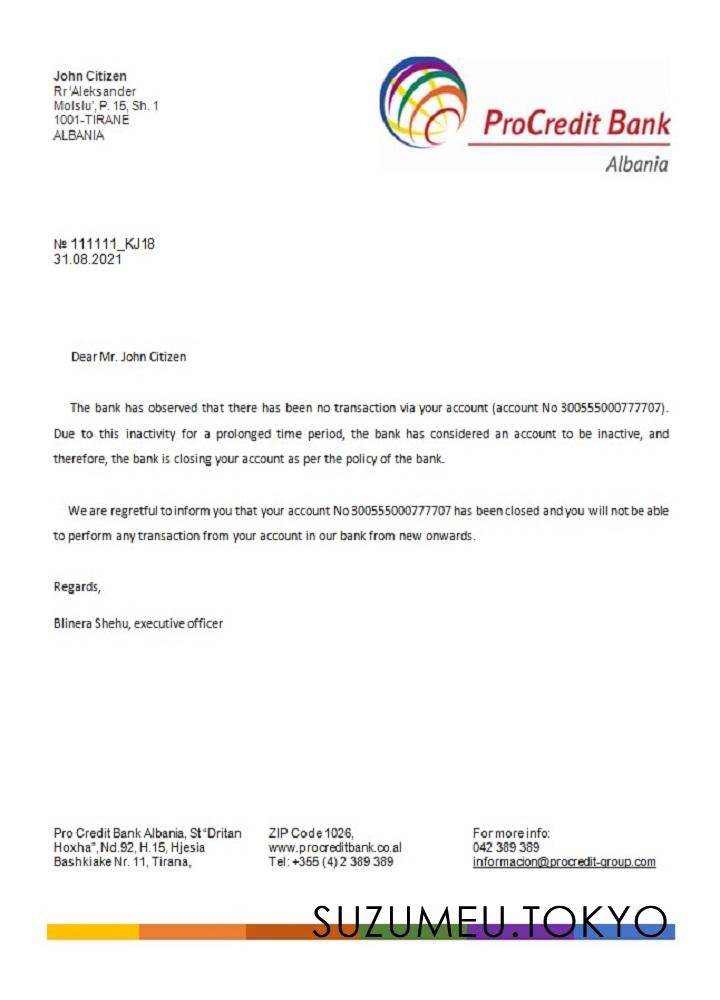 John Citizen
Rr'Aleksander
Moislu', P. 15, Sh. 1
1001-TIRANË
ALBANIA
ProCredit Bank
Albania
№ 111111_KJ18
31.08.2021
Dear Mr. John Citizen
The bank has observed that there has been no transaction via your account (account No 300555000777707).
Due to this inactivity for a prolonged time period, the bank has considered an account to be inactive, and
therefore, the bank is closing your account as per the policy of the bank.
We are regretful to inform you that your account No 300555000777707 has been closed and you will not be able
to perform any transaction from your account in our bank from new onwards.
Regards,
Blinera Shehu, executive officer
Pro Credit Bank Albania, St“Dritan
Hoxha”, Nd.92, H.15, Hjesia
Bashkiake Nr. 11, Tirana,
ZIP Code 1026,
www.procreditbank.co.al
Tel: +355 (4) 2 389 389
For more info:
042 389 389
informacion@procredit-group.com
SUZUMEU.TOKYO